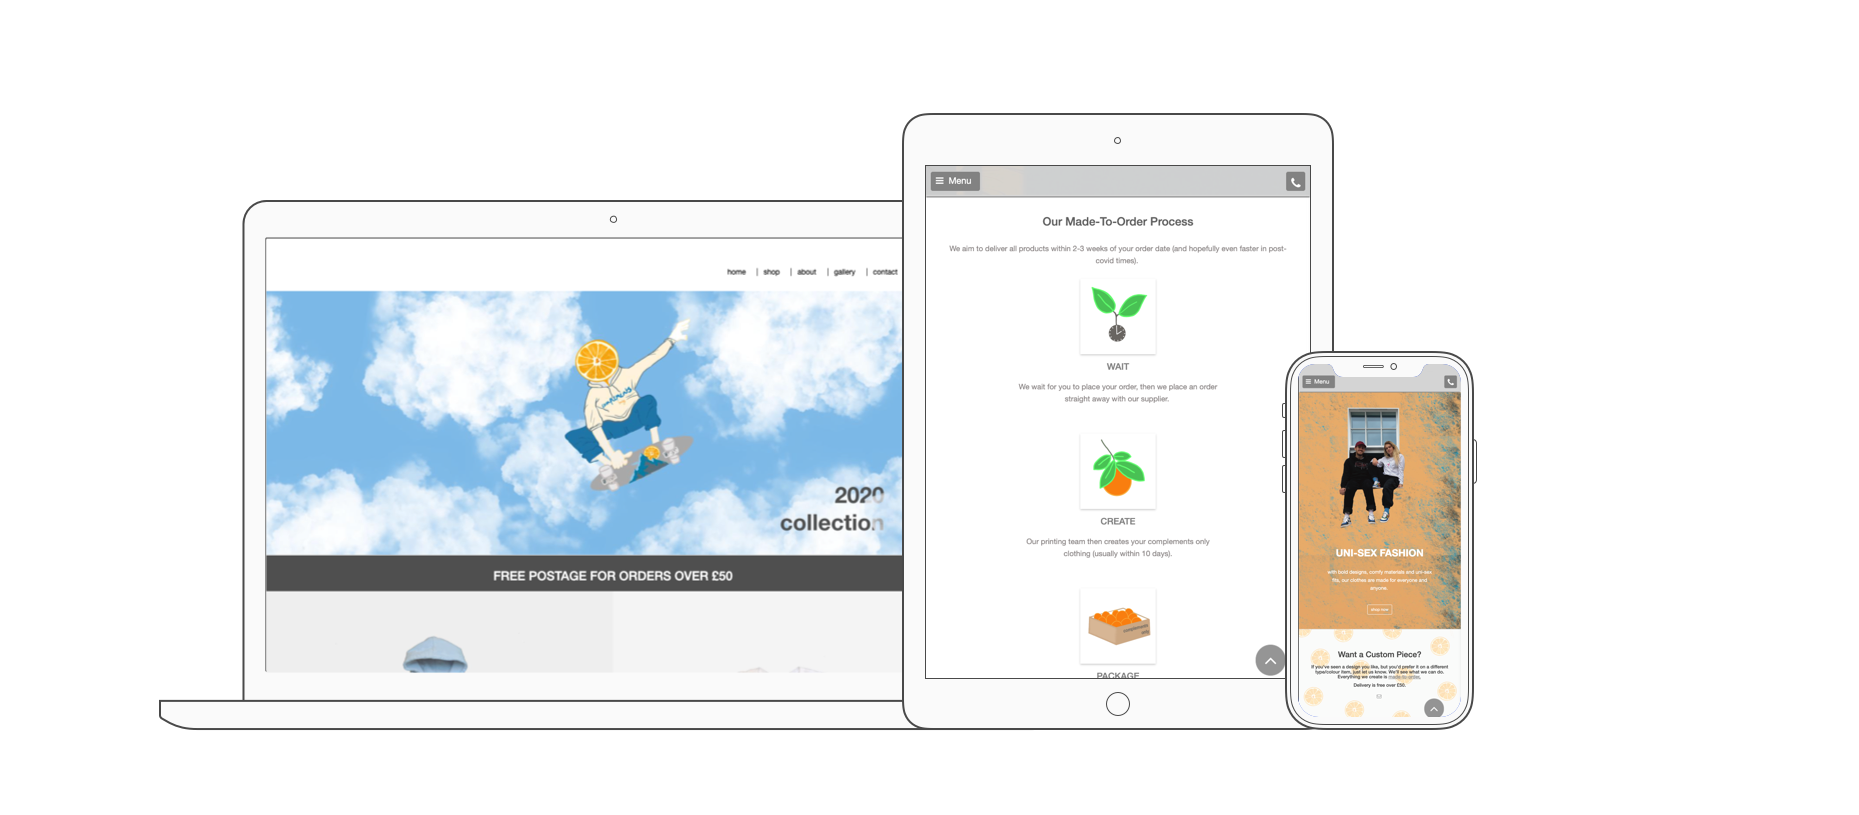 home | shop | about | gallery | contact
2020
collection
FREE POSTAGE FOR ORDERS OVER £50
Menu
Our Made-To-Order Process
We aim to deliver all products within 2-3 weeks of your order date (and hopefully even faster in post-
covid times).
WAIT
We wait for you to place your order, then we place an order
straight away with our supplier.
CREATE
Our printing team then creates your complements only
clothing (usually within 10 days).
PACKAGE
Menu
UNI-SEX FASHION
with bold designs, comfy materials and uni-sex
fits, our clothes are made for everyone and
anyone.
shop now
Want a Custom Piece?
If you've seen a design you like, but you'd prefer it on a different
type/colour item, just let us know. We'll see what we can do.
Everything we create is made-to-order.
Delivery is free over £50.